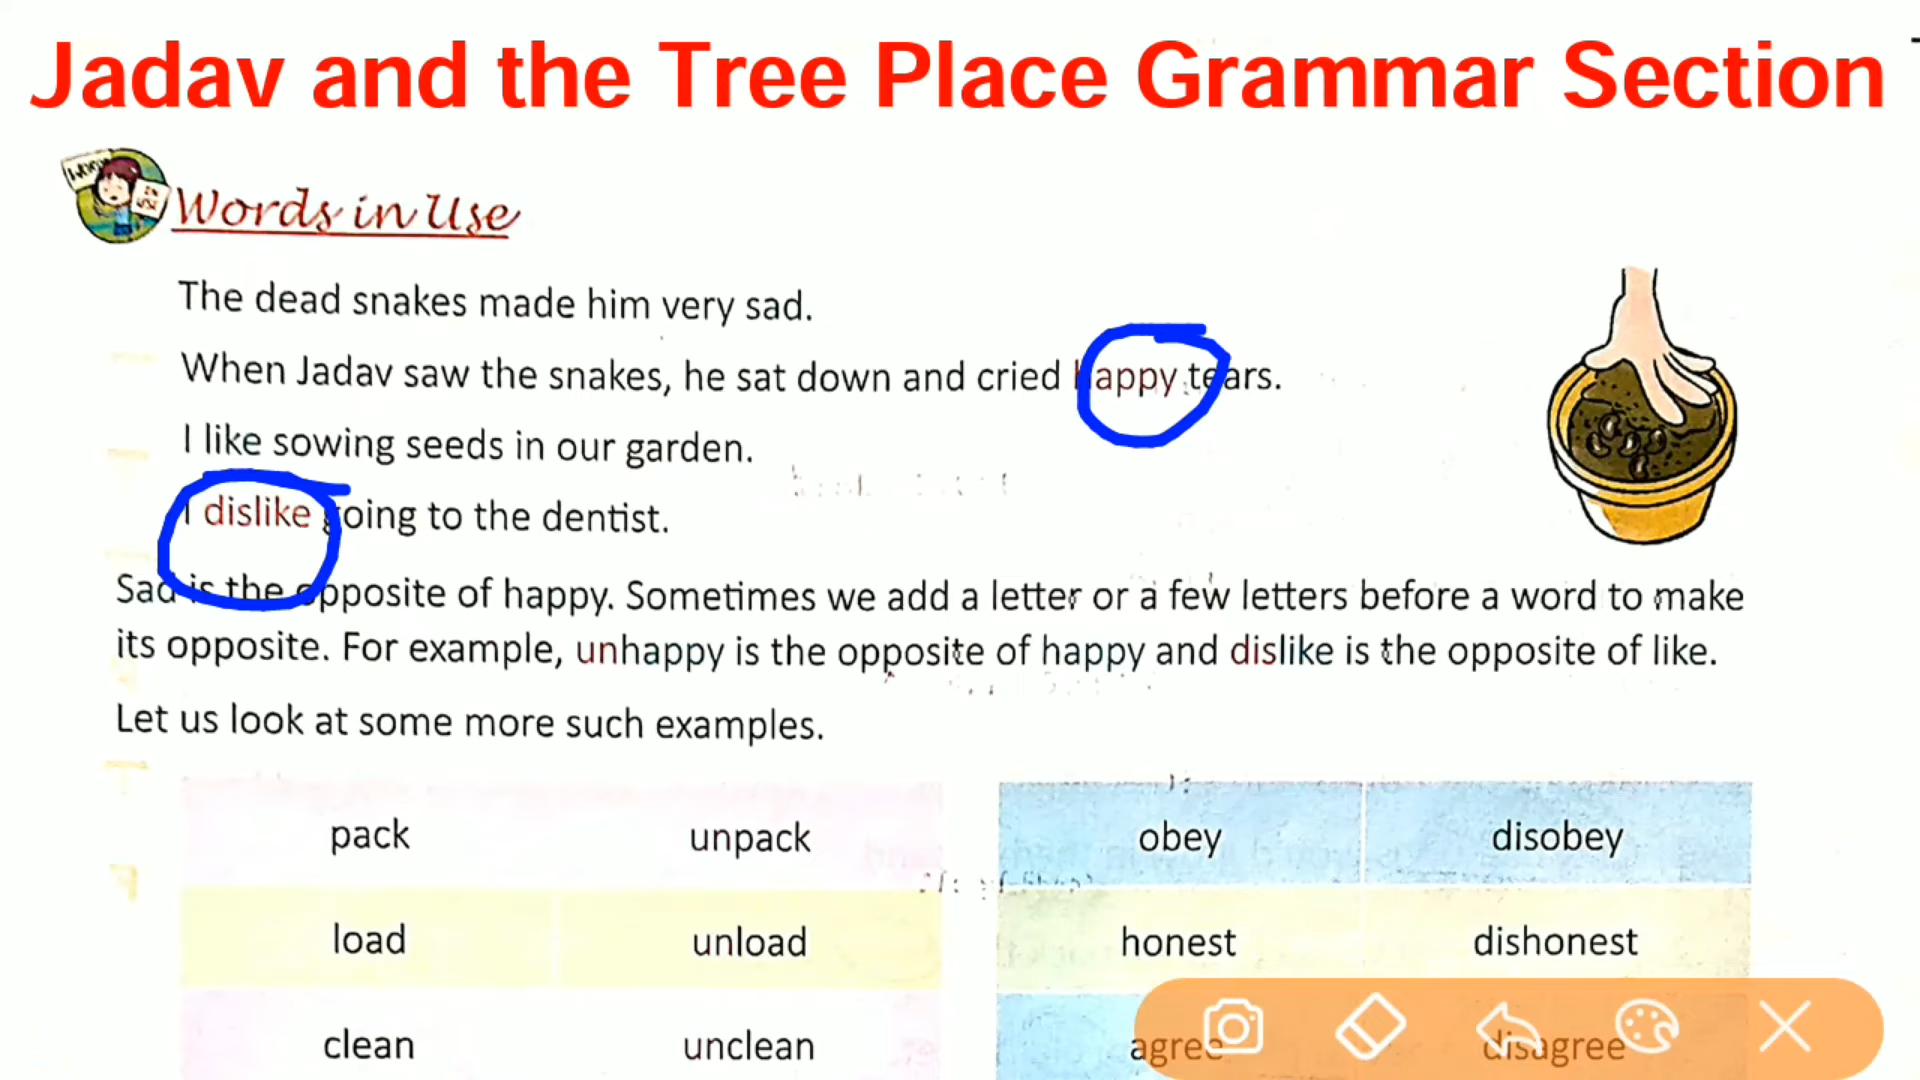 Jadav and the Tree Place Grammar Section
Words in Use
The dead snakes made him very sad.
When Jadav saw the snakes, he sat down and cried happy tears.
I like sowing seeds in our garden.
I dislike going to the dentist.
Sad is the opposite of happy. Sometimes we add a letter or a few letters before a word to make
its opposite. For example, unhappy is the opposite of happy and dislike is the opposite of like.
Let us look at some more such examples.
pack unpack obey disobey
load unload honest dishonest
clean unclean agree disagree